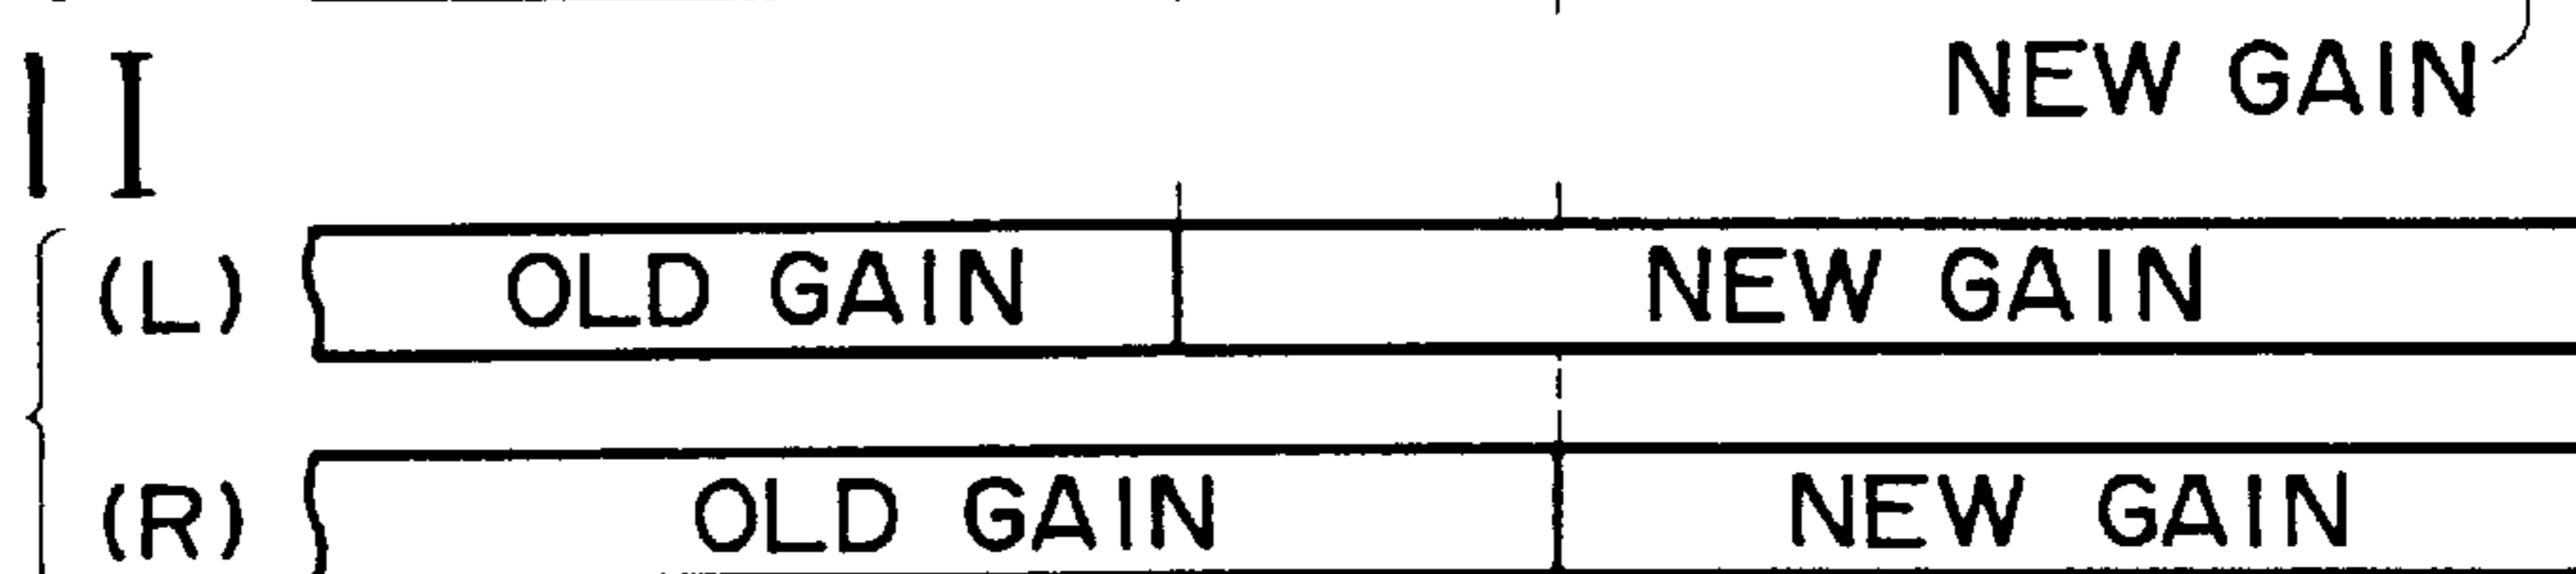 NEW GAIN
II
(L) OLD GAIN NEW GAIN
(R) OLD GAIN NEW GAIN